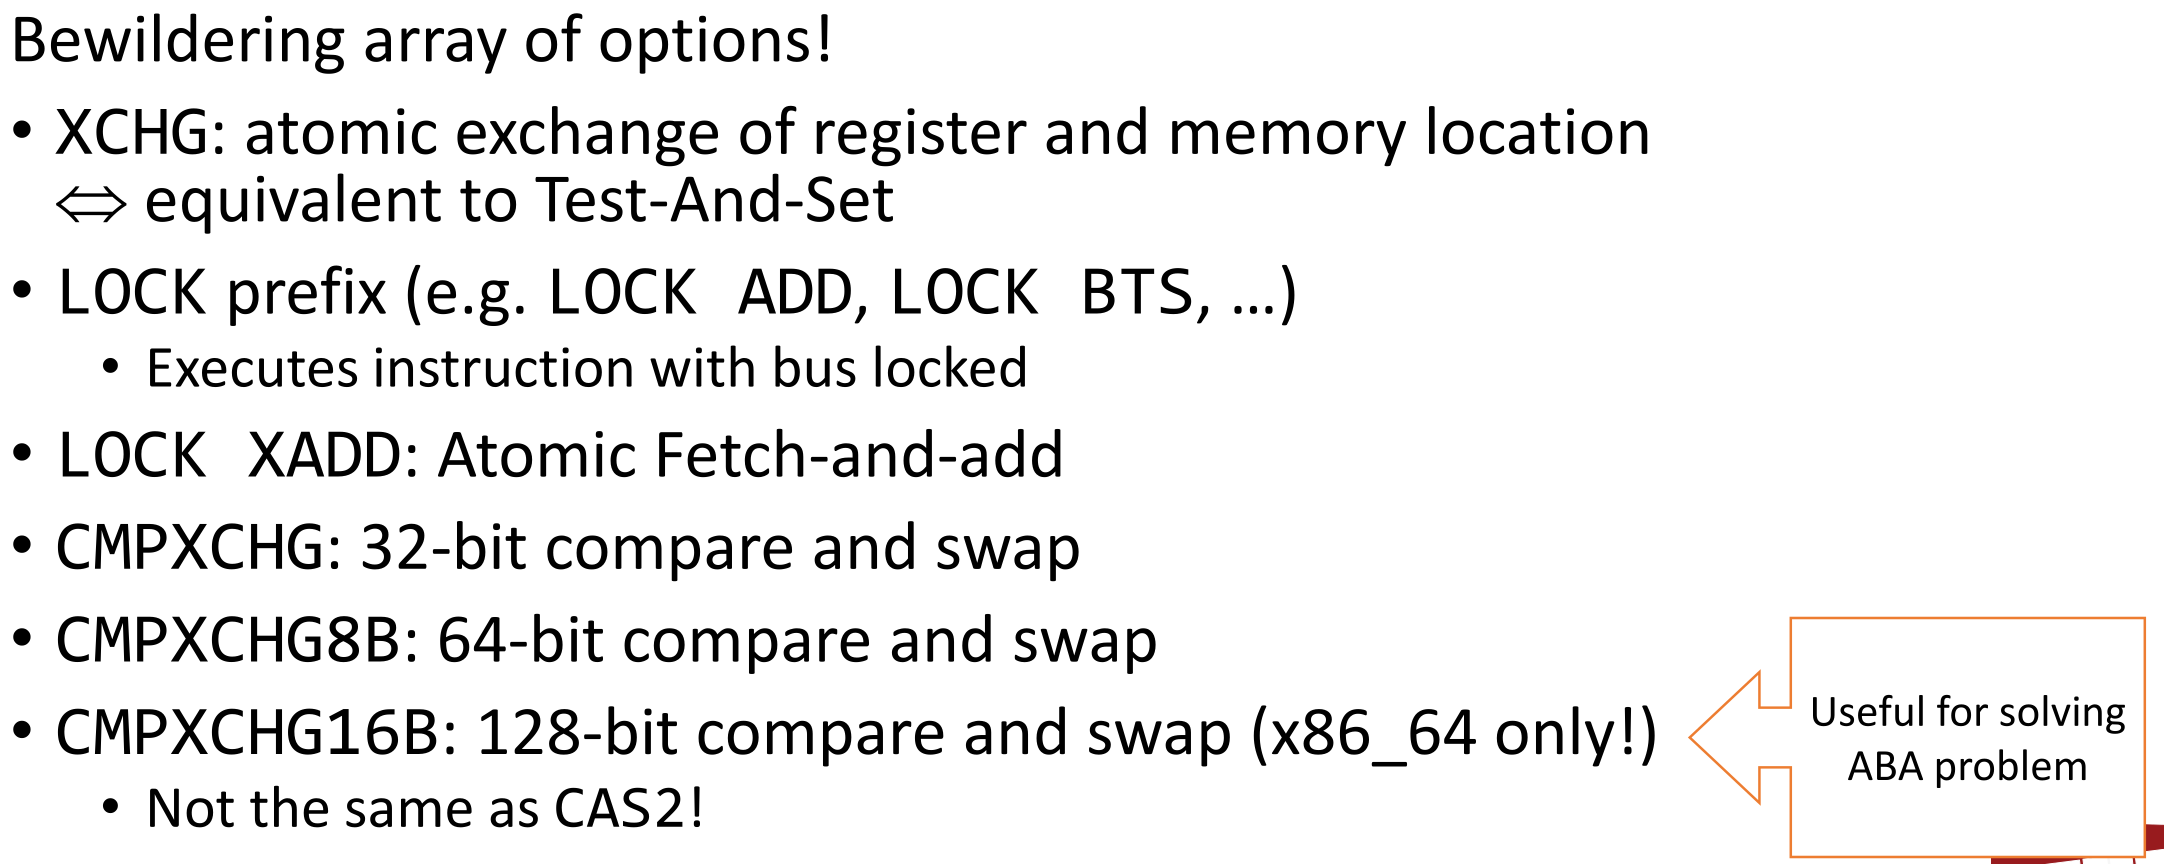 Bewildering array of options!
• XCHG: atomic exchange of register and memory location
⇔ equivalent to Test-And-Set
• LOCK prefix (e.g. LOCK ADD, LOCK BTS, …)
• Executes instruction with bus locked
• LOCK XADD: Atomic Fetch-and-add
• CMPXCHG: 32-bit compare and swap
• CMPXCHG8B: 64-bit compare and swap
• CMPXCHG16B: 128-bit compare and swap (x86_64 only!)
• Not the same as CAS2!
Useful for solving
ABA problem